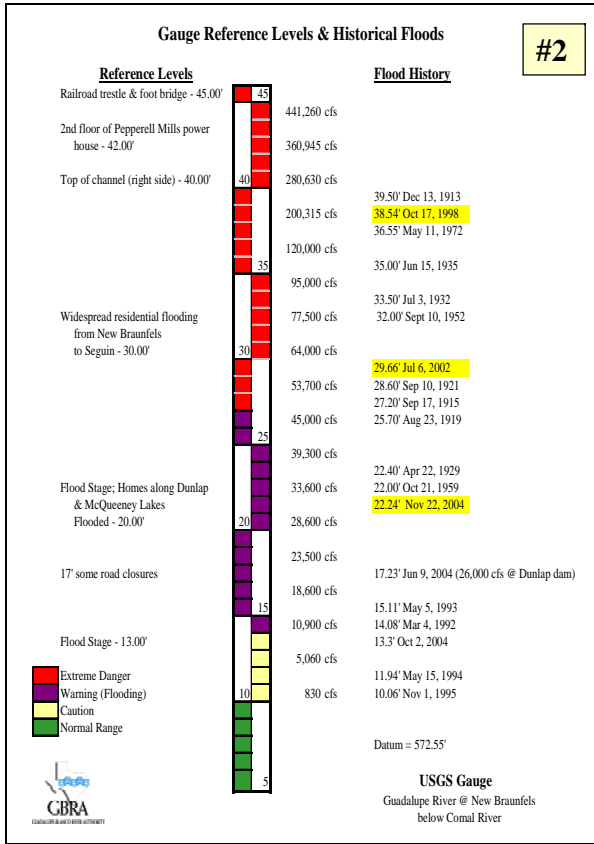 Gauge Reference Levels & Historical Floods
#2
Reference Levels
Flood History
Railroad trestle & foot bridge - 45.00'
45
441,260 cfs
2nd floor of Pepperell Mills power
house - 42.00'
360,945 cfs
Top of channel (right side) - 40.00'
40
280,630 cfs
39.50' Dec 13, 1913
200,315 cfs
38.54' Oct 17, 1998
36.55' May 11, 1972
120,000 cfs
35
35.00' Jun 15, 1935
95,000 cfs
33.50' Jul 3, 1932
Widespread residential flooding
77,500 cfs
32.00' Sept 10, 1952
from New Braunfels
to Seguin - 30.00'
30
64,000 cfs
29.66' Jul 6, 2002
53,700 cfs
28.60' Sep 10, 1921
27.20' Sep 17, 1915
45,000 cfs
25.70' Aug 23, 1919
25
39,300 cfs
22.40' Apr 22, 1929
Flood Stage; Homes along Dunlap
33,600 cfs
22.00' Oct 21, 1959
& McQueeney Lakes
22.24' Nov 22, 2004
Flooded - 20.00'
20
28,600 cfs
23,500 cfs
17' some road closures
17.23' Jun 9, 2004 (26,000 cfs @ Dunlap dam)
18,600 cfs
15
15.11' May 5, 1993
10,900 cfs
14.08' Mar 4, 1992
Flood Stage - 13.00'
13.3' Oct 2, 2004
5,060 cfs
Extreme Danger
11.94' May 15, 1994
Warning (Flooding)
10
830 cfs
10.06' Nov 1, 1995
Caution
Normal Range
Datum = 572.55'
5
USGS Gauge
Guadalupe River @ New Braunfels
below Comal River
GBRA
GUADALUPE-BLANCO RIVER AUTHORITY